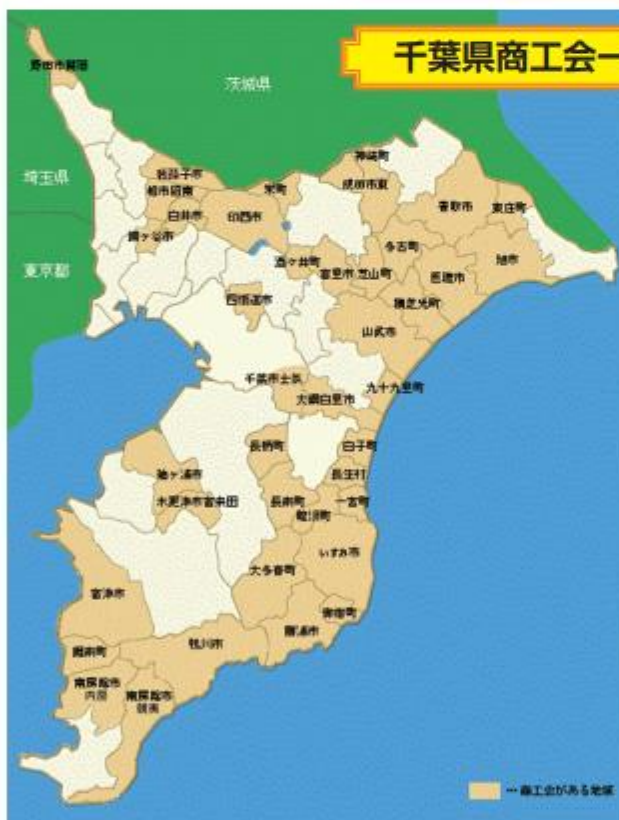 千葉県商工会一
茨城県
野田市関宿
埼玉県
東京都
我孫子市
柏市沼南
白井市
鎌ケ谷市
印西市
栄町
神崎町
成田市東
香取市
東庄町
酒々井町
富里市
芝山町
多古町
匝瑳市
旭市
横芝光町
四街道市
山武市
千葉市土気
大網白里市
九十九里町
長柄町
白子町
長生村
袖ケ浦市
木更津市富来田
長南町
一宮町
睦沢町
いすみ市
大多喜町
富津市
御宿町
勝浦市
鴨川市
鋸南町
南房総市
内房
南房総市
朝夷
… 商工会がある地域